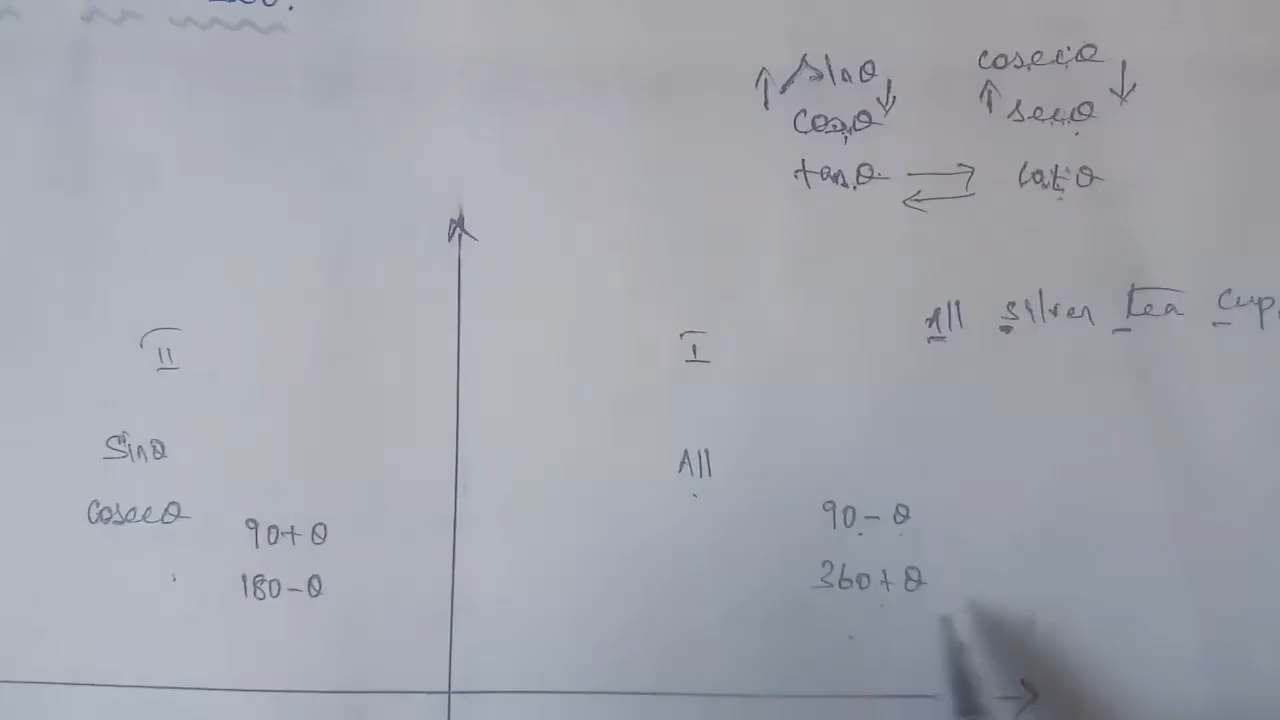 sinθ cosecθ
cosθ secθ
tanθ cotθ
All Silver Tea Cup
II I
Sinθ All
Cosecθ
90+θ 90-θ
180-θ 360+θ